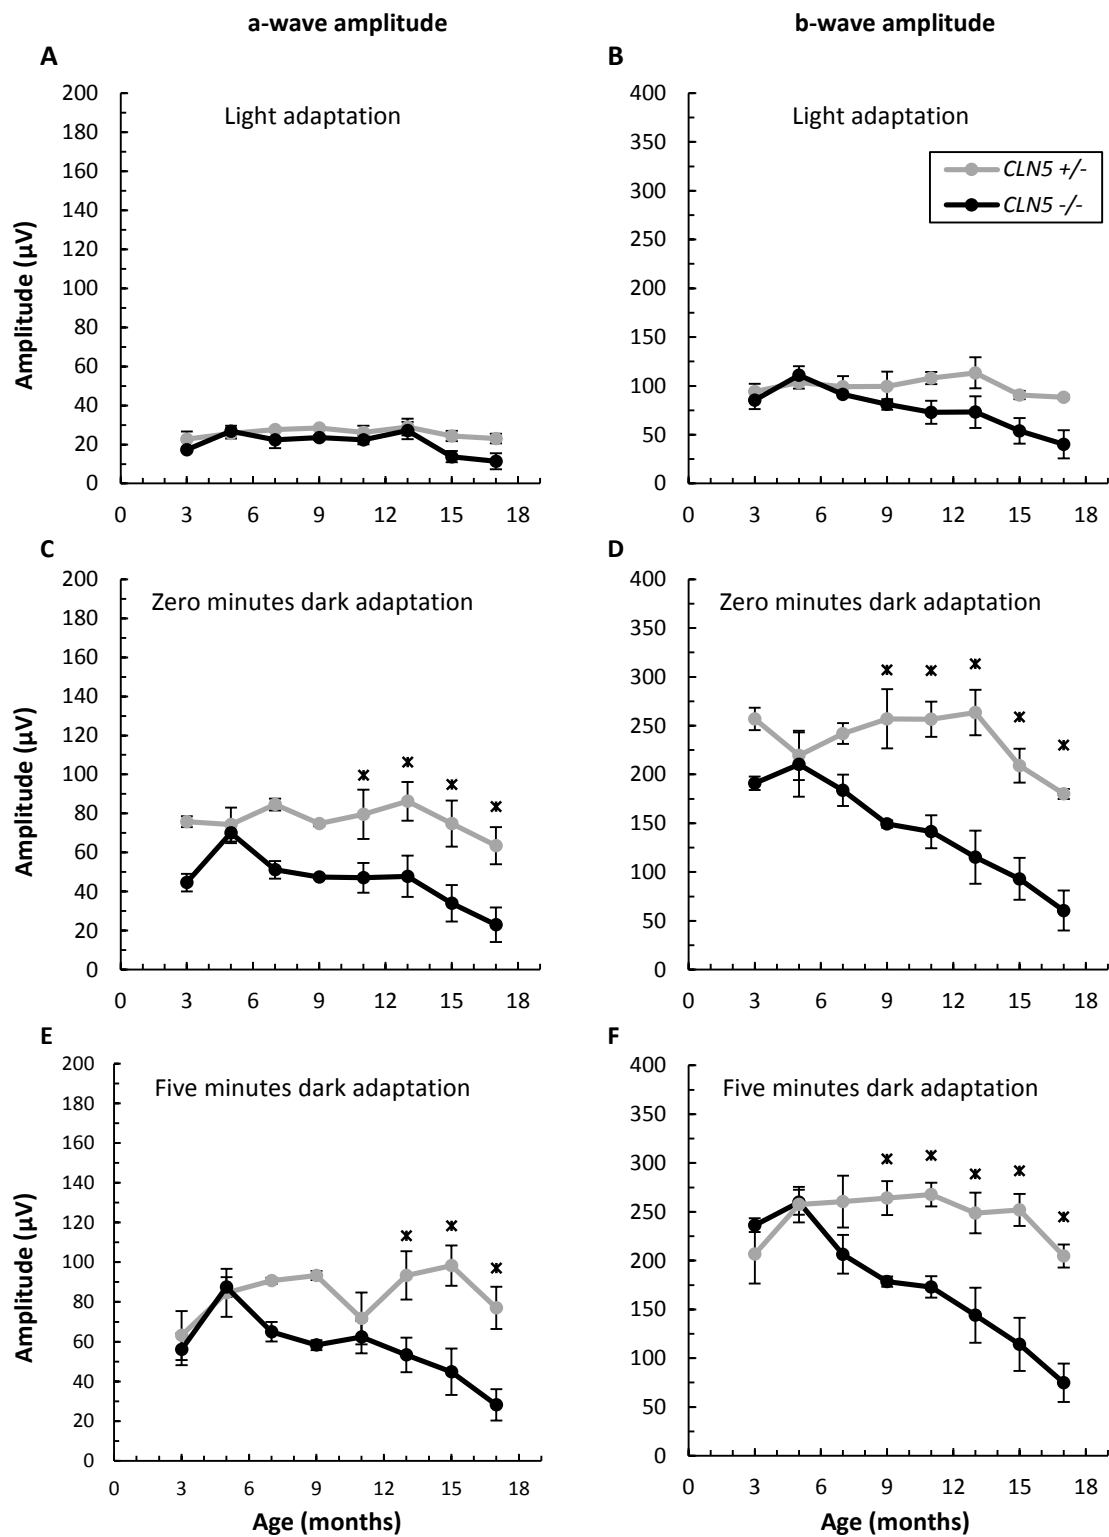 a-wave amplitude
b-wave amplitude
A
Light adaptation
Amplitude (µV)
200
180
160
140
120
100
80
60
40
20
0
0 3 6 9 12 15 18
B
Light adaptation
CLN5 +/-
CLN5 -/-
400
350
300
250
200
150
100
50
0
0 3 6 9 12 15 18
C
Zero minutes dark adaptation
Amplitude (µV)
200
180
160
140
120
100
80
60
40
20
0
0 3 6 9 12 15 18
D
Zero minutes dark adaptation
400
350
300
250
200
150
100
50
0
0 3 6 9 12 15 18
E
Five minutes dark adaptation
Amplitude (µV)
200
180
160
140
120
100
80
60
40
20
0
0 3 6 9 12 15 18
Age (months)
F
Five minutes dark adaptation
400
350
300
250
200
150
100
50
0
0 3 6 9 12 15 18
Age (months)